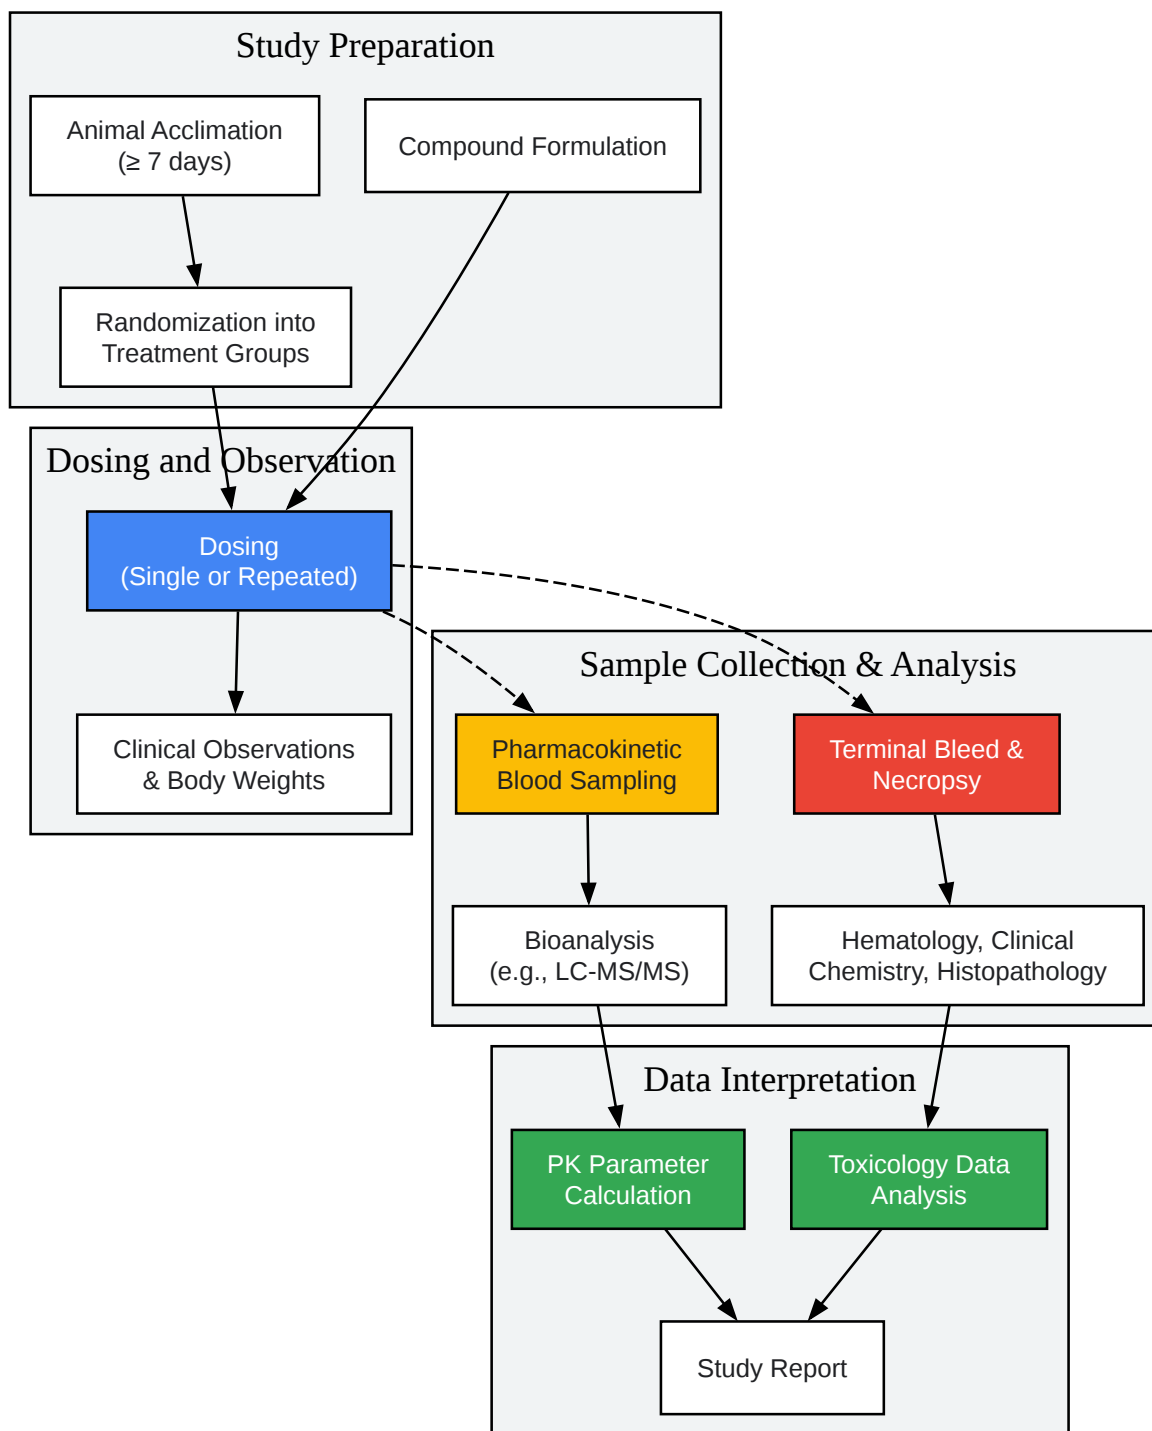 Study Preparation
Animal Acclimation
(≥ 7 days)
Compound Formulation
Randomization into
Treatment Groups
Dosing and Observation
Dosing
(Single or Repeated)
Clinical Observations
& Body Weights
Sample Collection & Analysis
Pharmacokinetic
Blood Sampling
Terminal Bleed &
Necropsy
Bioanalysis
(e.g., LC-MS/MS)
Hematology, Clinical
Chemistry, Histopathology
Data Interpretation
PK Parameter
Calculation
Toxicology Data
Analysis
Study Report